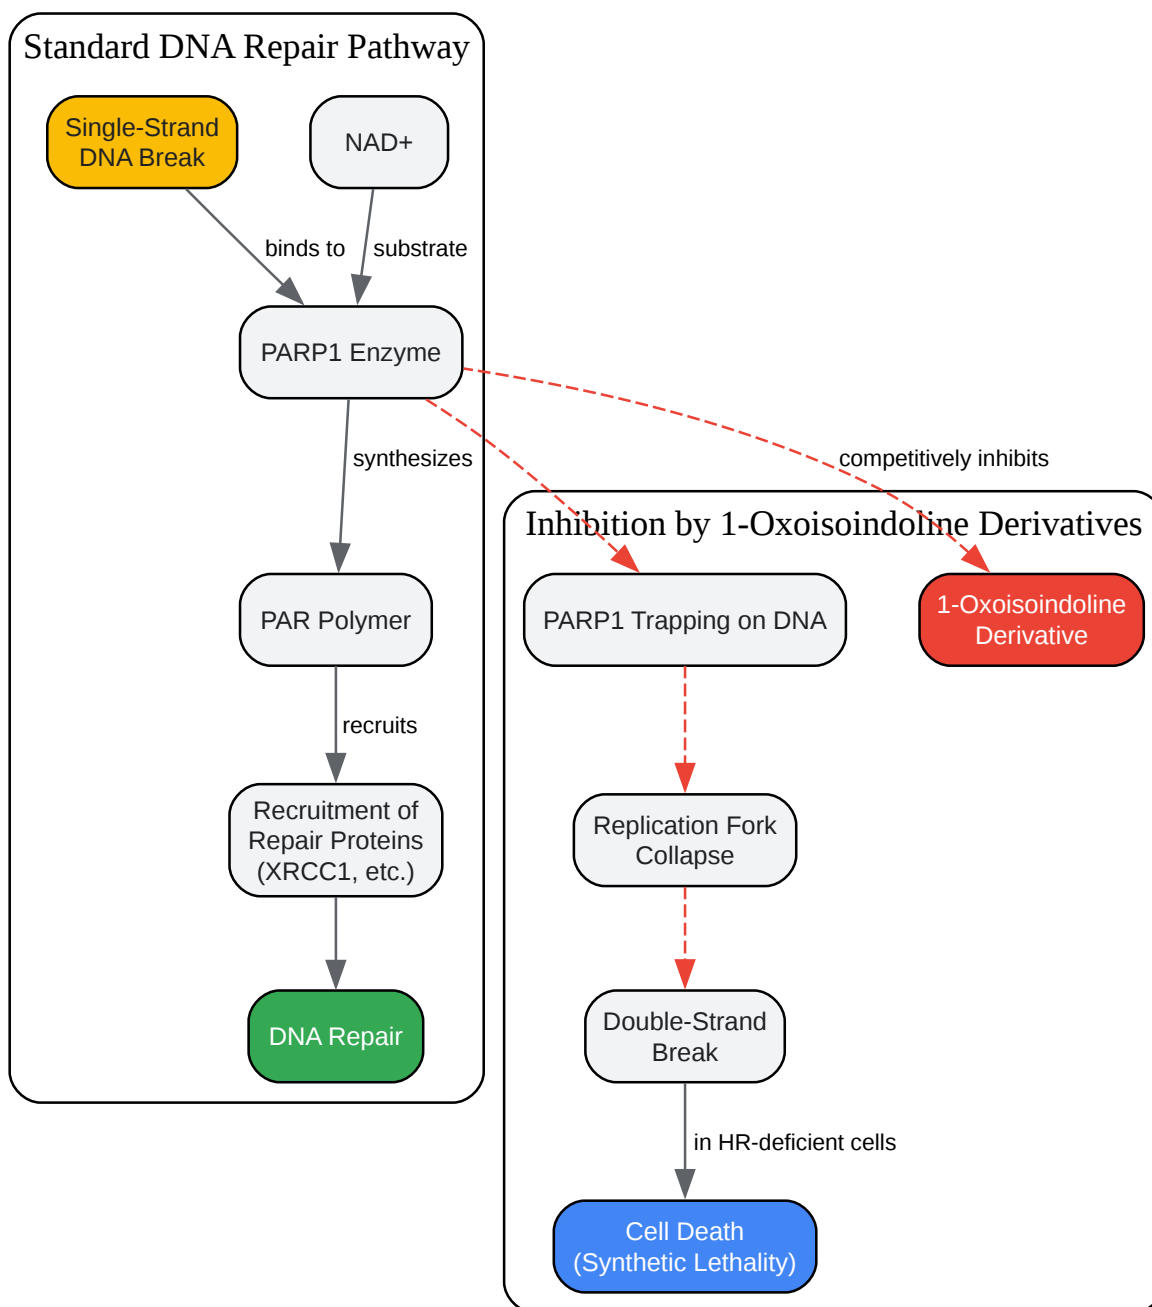 Standard DNA Repair Pathway
Single-Strand
DNA Break
NAD+
binds to
substrate
PARP1 Enzyme
synthesizes
competitively inhibits
Inhibition by 1-Oxoisoindoline Derivatives
PAR Polymer
PARP1 Trapping on DNA
1-Oxoisoindoline
Derivative
recruits
Recruitment of
Repair Proteins
(XRCC1, etc.)
Replication Fork
Collapse
DNA Repair
Double-Strand
Break
in HR-deficient cells
Cell Death
(Synthetic Lethality)